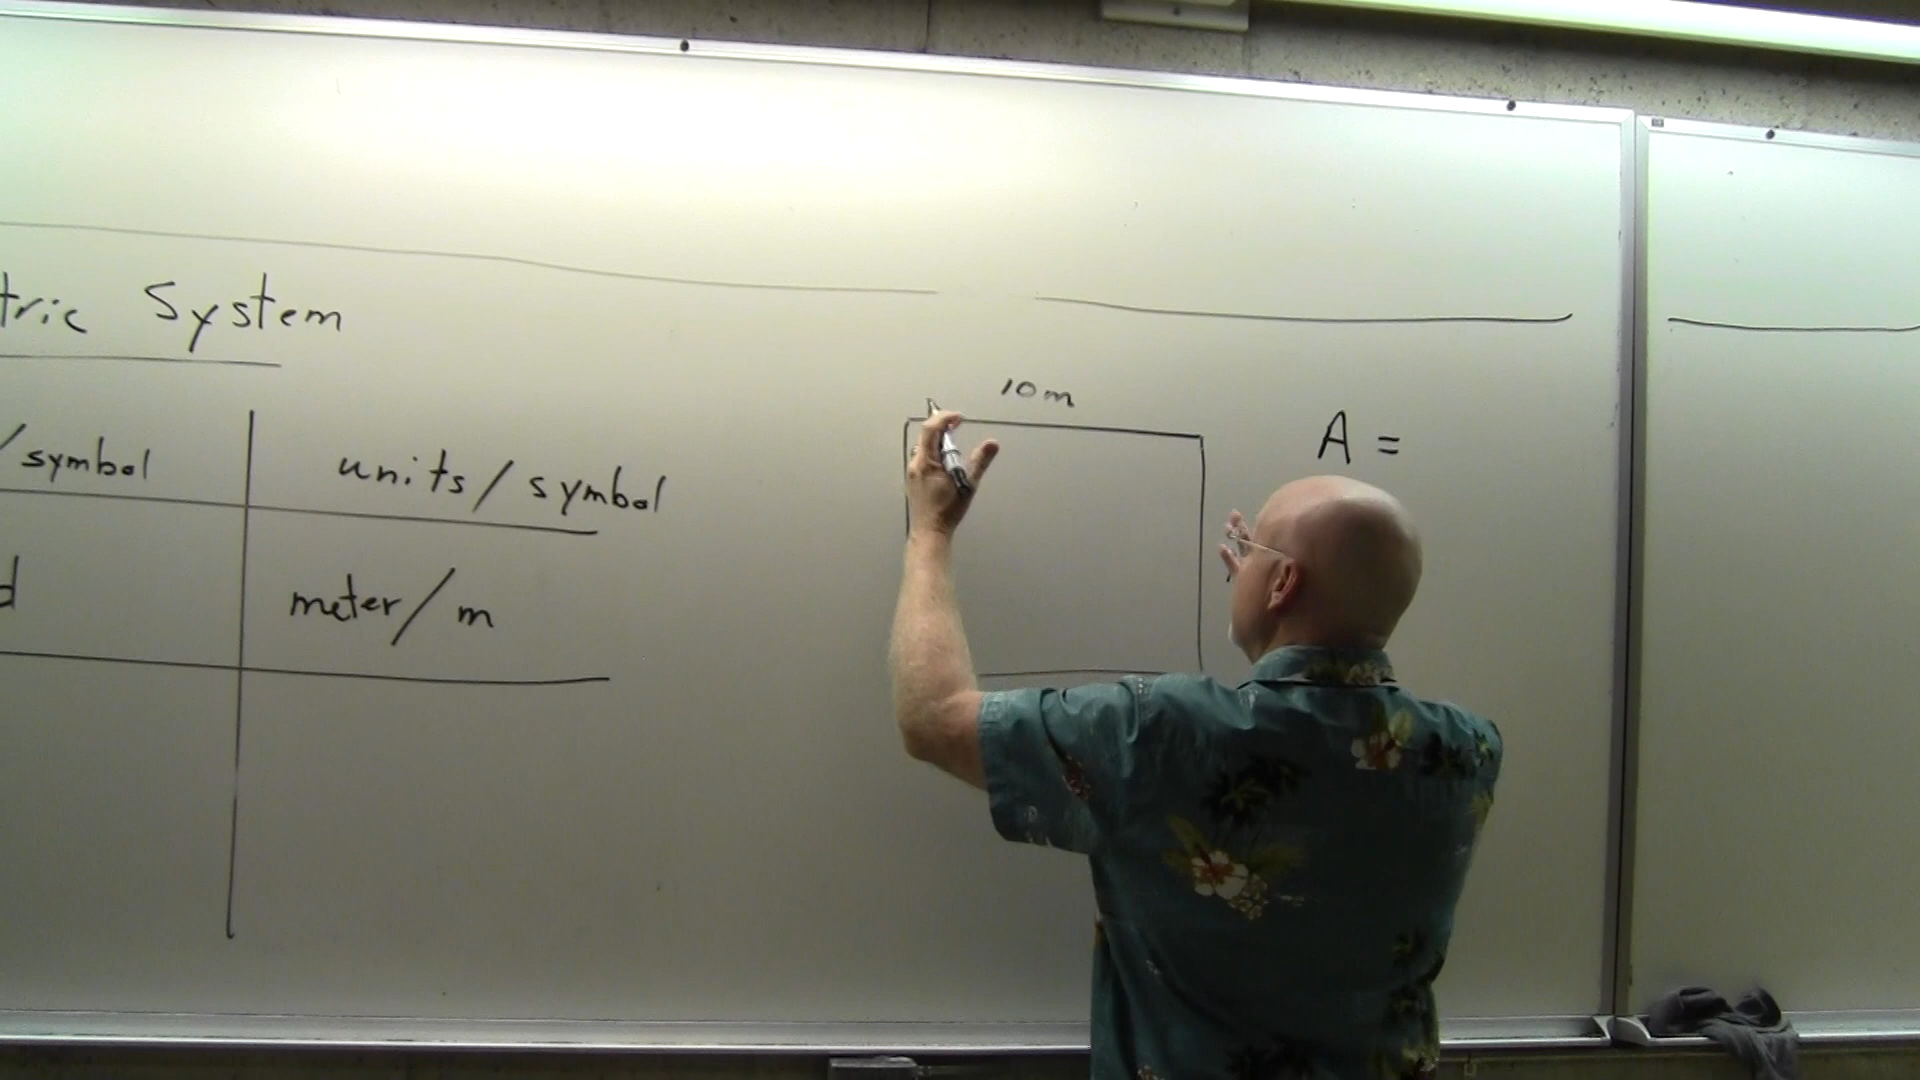 tric System
/symbol
units/symbol
d
meter/m
10m
A =